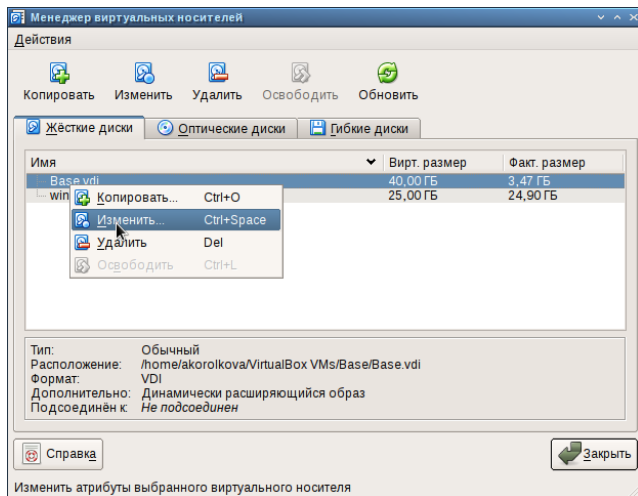 Менеджер виртуальных носителей
Действия
Копировать Изменить Удалить Освободить Обновить
Жёсткие диски Оптические диски Гибкие диски
Имя Вирт. размер Факт. размер
Base.vdi 40,00 ГБ 3,47 ГБ
win 25,00 ГБ 24,90 ГБ
Копировать... Ctrl+O
Изменить... Ctrl+Space
Удалить Del
Освободить Ctrl+L
Тип: Обычный
Расположение: /home/akorolkova/VirtualBox VMs/Base/Base.vdi
Формат: VDI
Дополнительно: Динамически расширяющийся образ
Подсоединён к: Не подсоединен
Справка Закрыть
Изменить атрибуты выбранного виртуального носителя